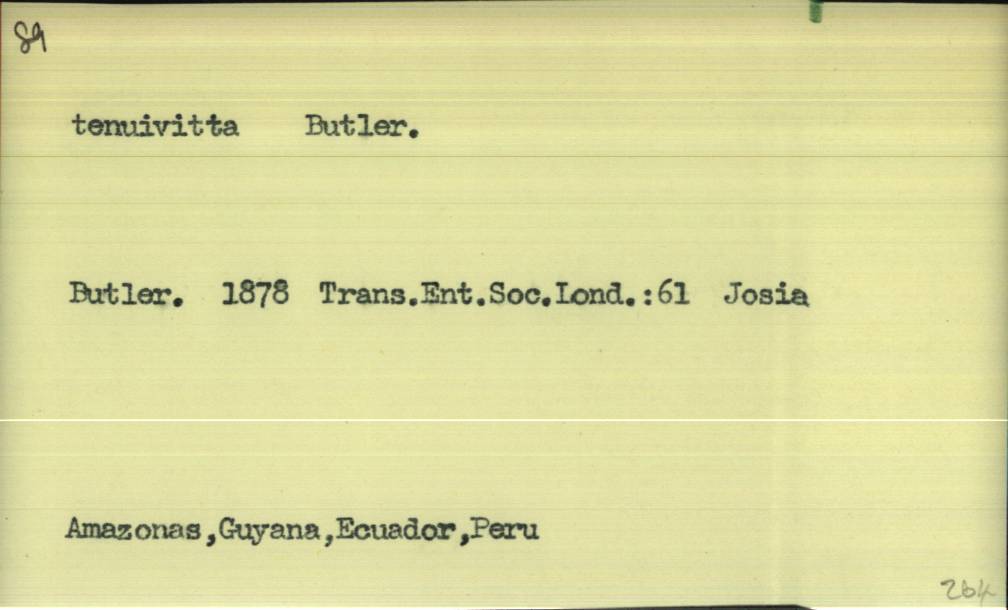 89
tenuivitta Butler.
Butler. 1878 Trans.Ent.Soc.Lond.:61 Josia
Amazonas,Guyana,Ecuador,Peru
264